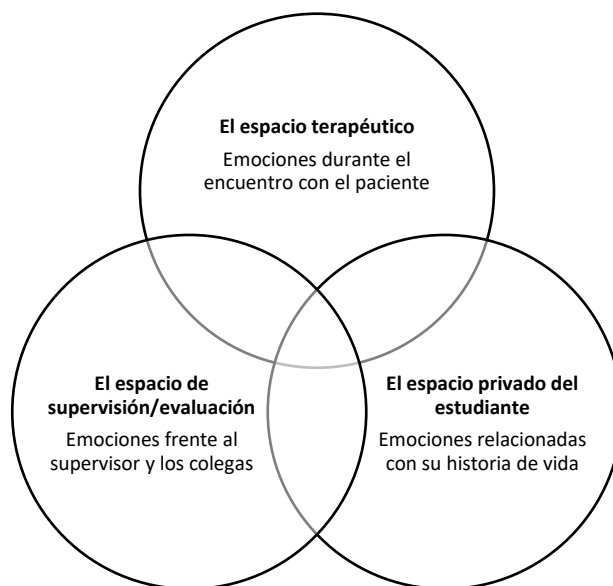 El espacio terapéutico
Emociones durante el
encuentro con el paciente
El espacio de
supervisión/evaluación
Emociones frente al
supervisor y los colegas
El espacio privado del
estudiante
Emociones relacionadas
con su historia de vida